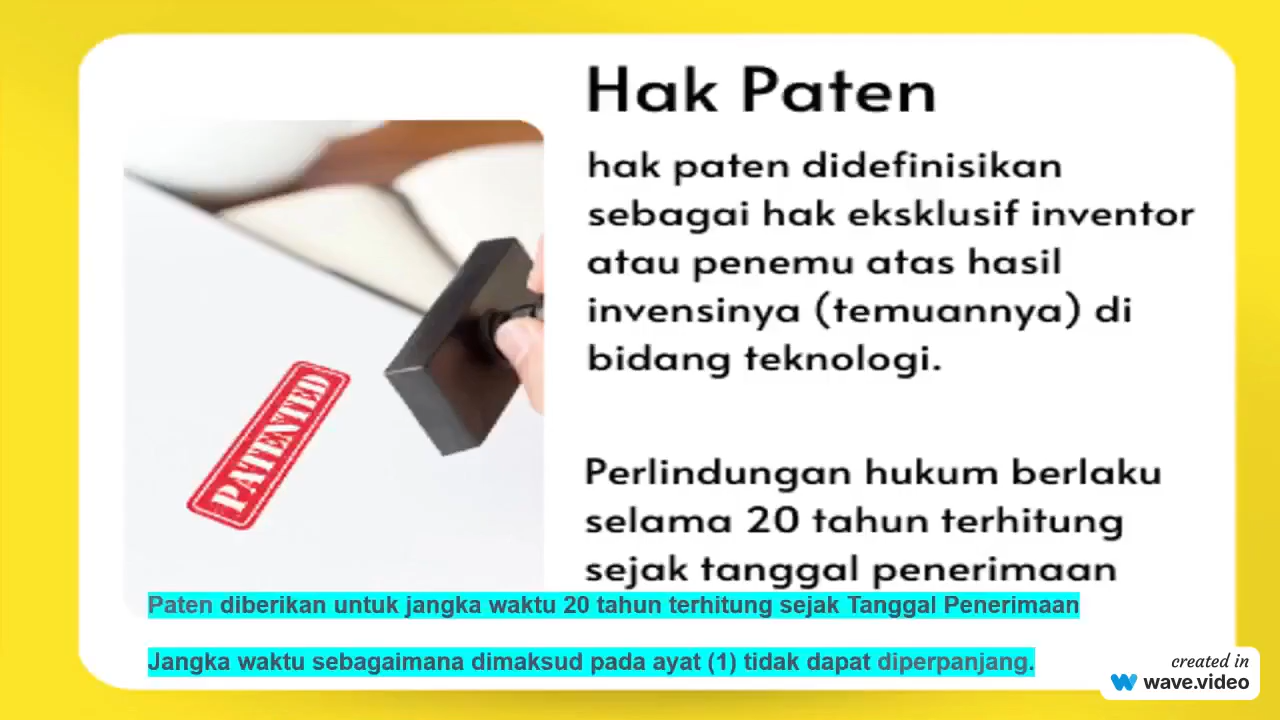 Hak Paten
hak paten didefinisikan
sebagai hak eksklusif inventor
atau penemu atas hasil
invensinya (temuannya) di
bidang teknologi.
PATENTED
Perlindungan hukum berlaku
selama 20 tahun terhitung
sejak tanggal penerimaan
Paten diberikan untuk jangka waktu 20 tahun terhitung sejak Tanggal Penerimaan
Jangka waktu sebagaimana dimaksud pada ayat (1) tidak dapat diperpanjang.
created in
wave.video